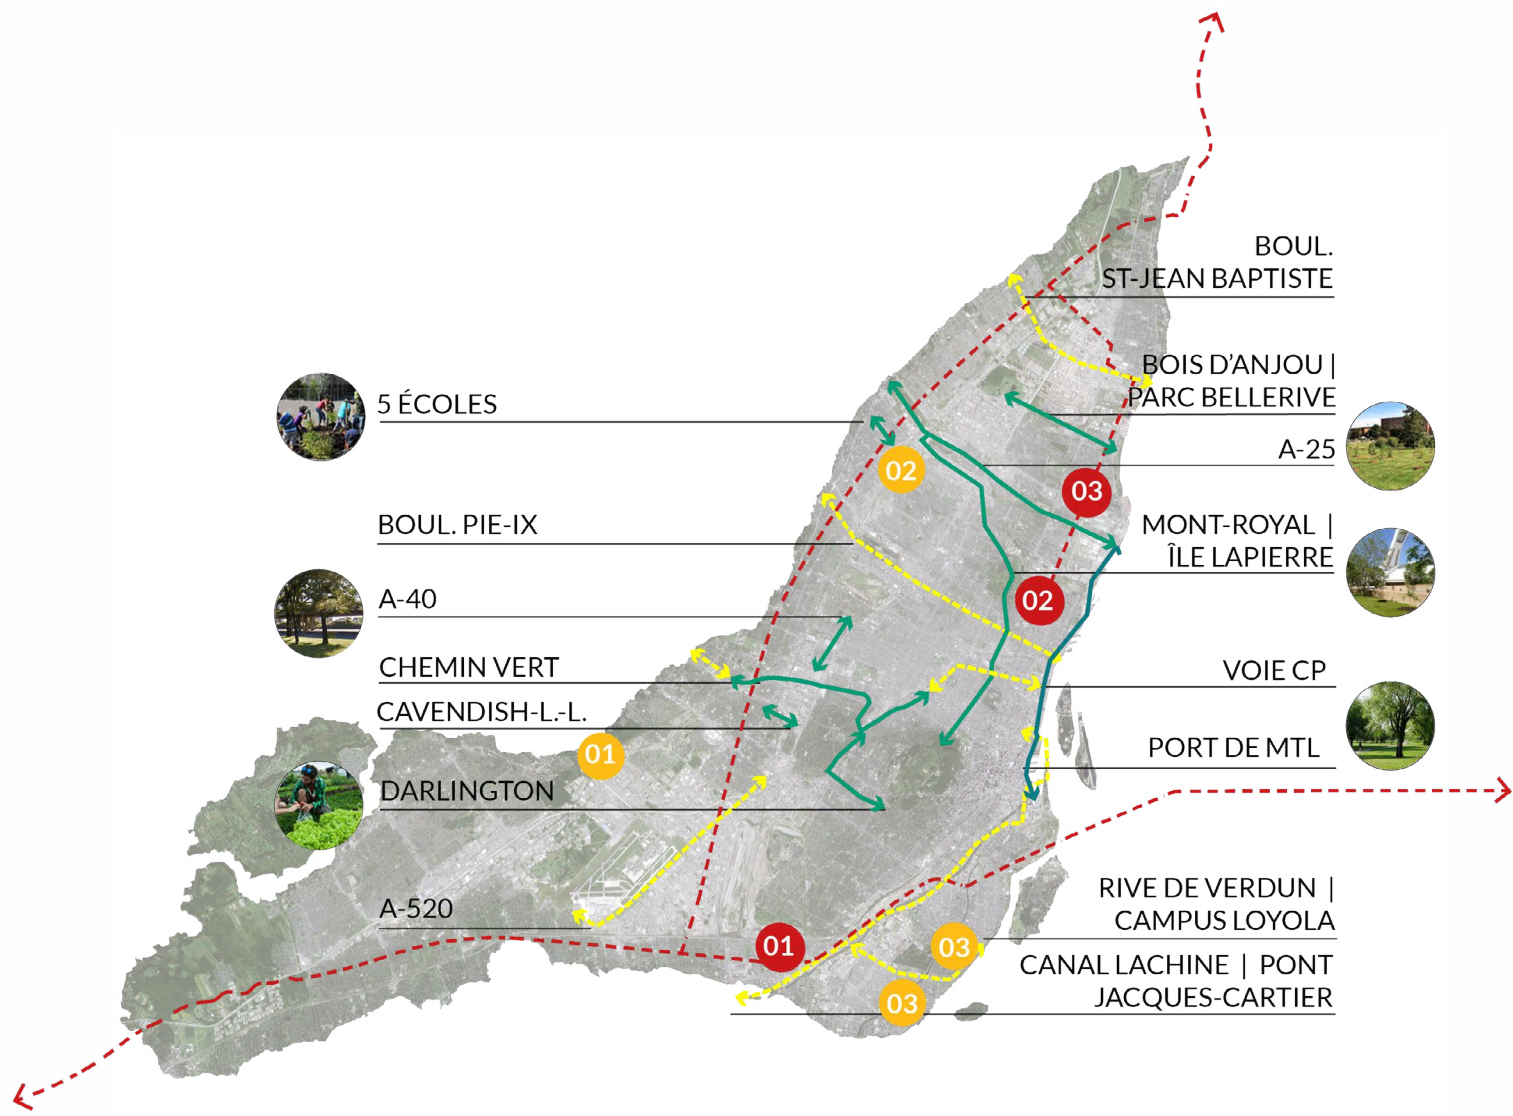 BOUL.
ST-JEAN BAPTISTE
BOIS D'ANJOU |
PARC BELLERIVE
5 ÉCOLES
A-25
02
03
BOUL. PIE-IX
MONT-ROYAL |
ÎLE LAPIERRE
A-40
02
CHEMIN VERT
VOIE CP
CAVENDISH-L.-L.
01
PORT DE MTL
DARLINGTON
RIVE DE VERDUN |
CAMPUS LOYOLA
A-520
01
03
CANAL LACHINE | PONT
JACQUES-CARTIER
03